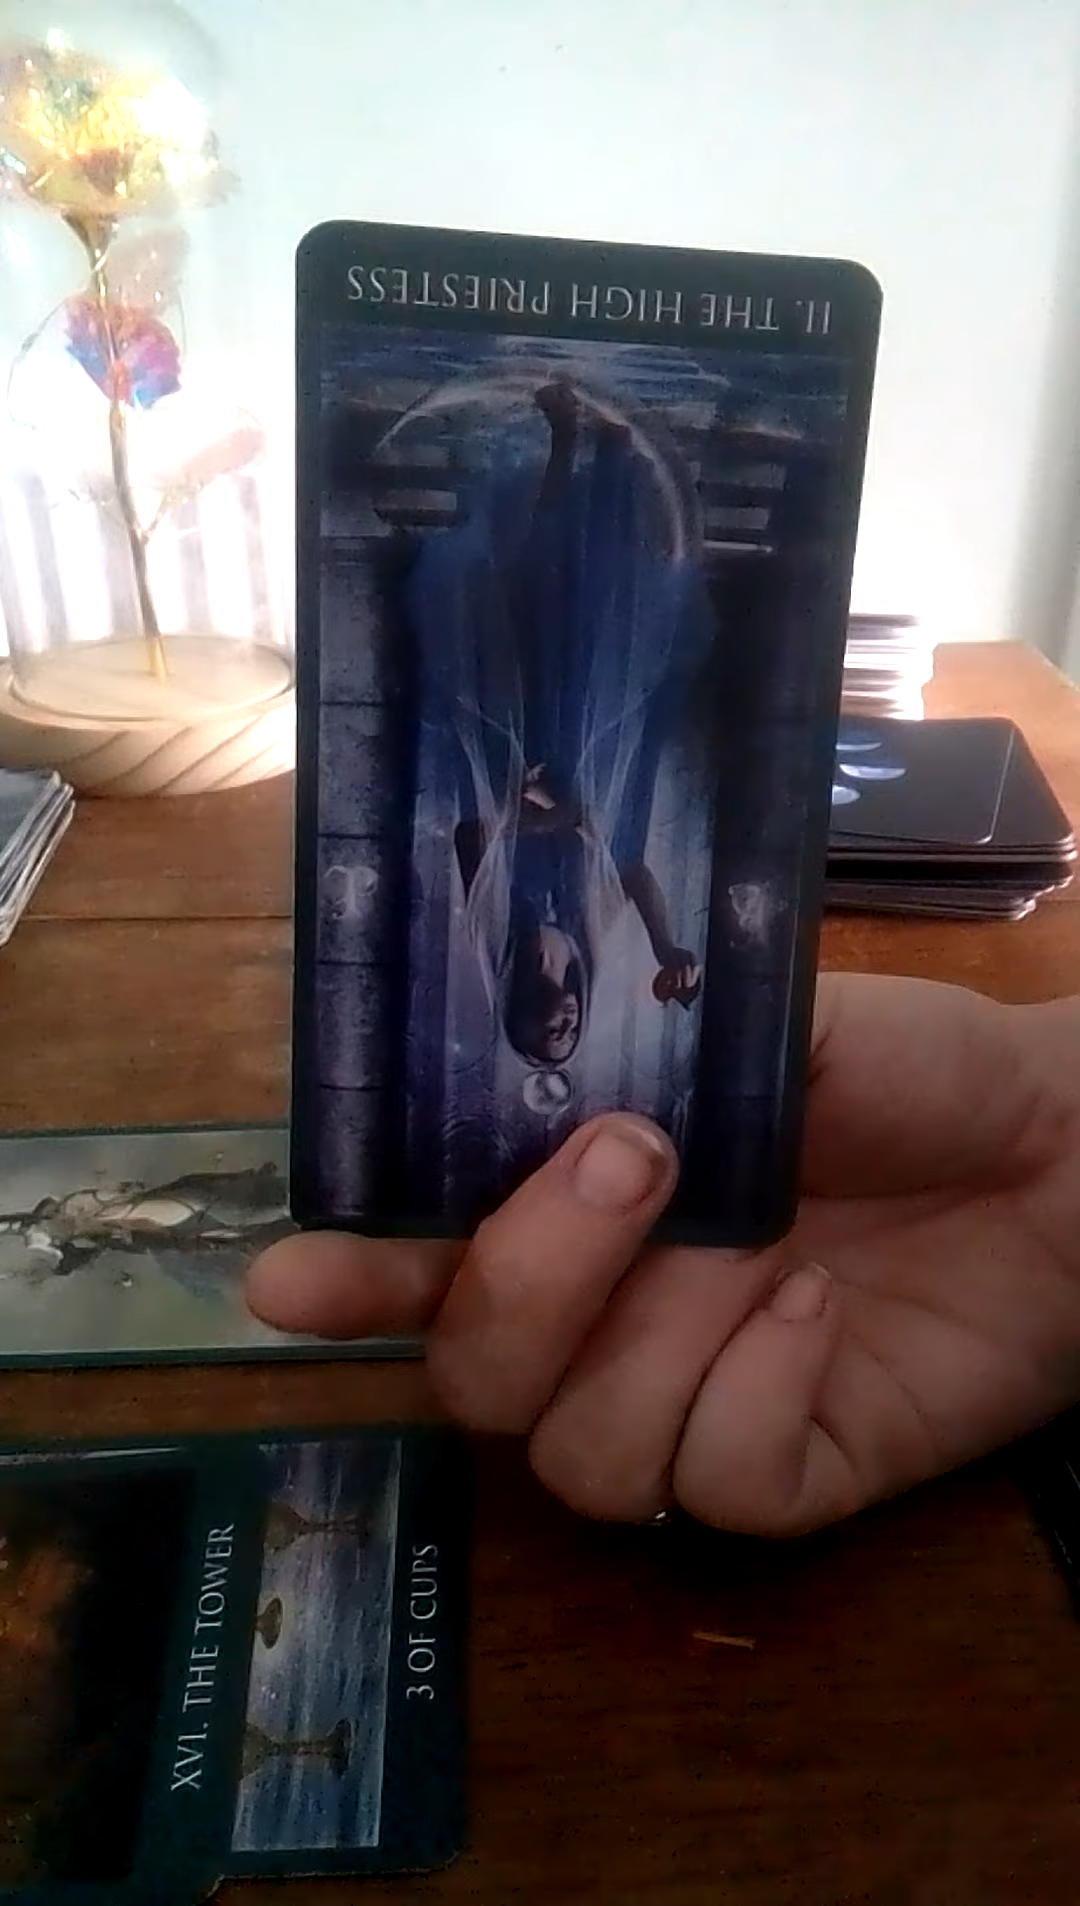 II. THE HIGH PRIESTESS
XVI. THE TOWER
3 OF CUPS